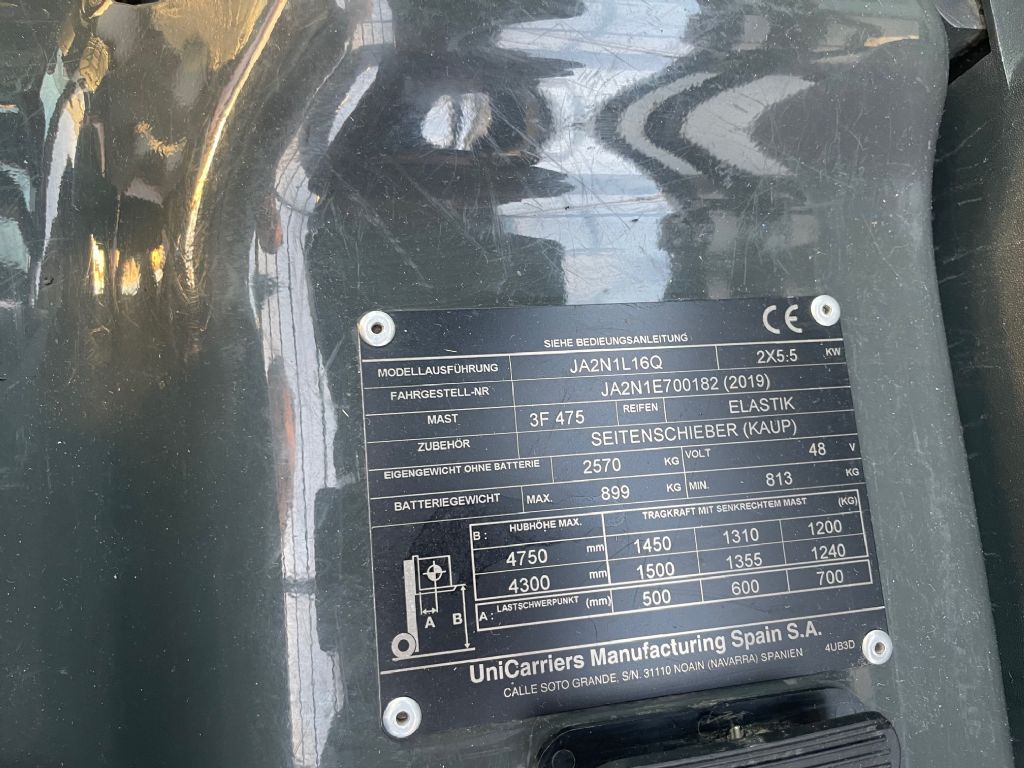 CE
SIEHE BEDIEUNGSANLEITUNG
MODELLAUSFÜHRUNG JA2N1L16Q 2X5.5 KW
FAHRGESTELL-NR JA2N1E700182 (2019)
MAST 3F 475 REIFEN ELASTIK
ZUBEHÖR SEITENSCHIEBER (KAUP)
EIGENGEWICHT OHNE BATTERIE 2570 KG VOLT 48 V
BATTERIEGEWICHT MAX. 899 KG MIN. 813 KG
B : HUBHÖHE MAX. TRAGKRAFT MIT SENKRECHTEM MAST (KG)
4750 mm 1450 1310 1200
4300 mm 1500 1355 1240
A : LASTSCHWERPUNKT (mm) 500 600 700
A B
UniCarriers Manufacturing Spain S.A.
CALLE SOTO GRANDE, S/N. 31110 NOAIN (NAVARRA) SPANIEN 4UB3D